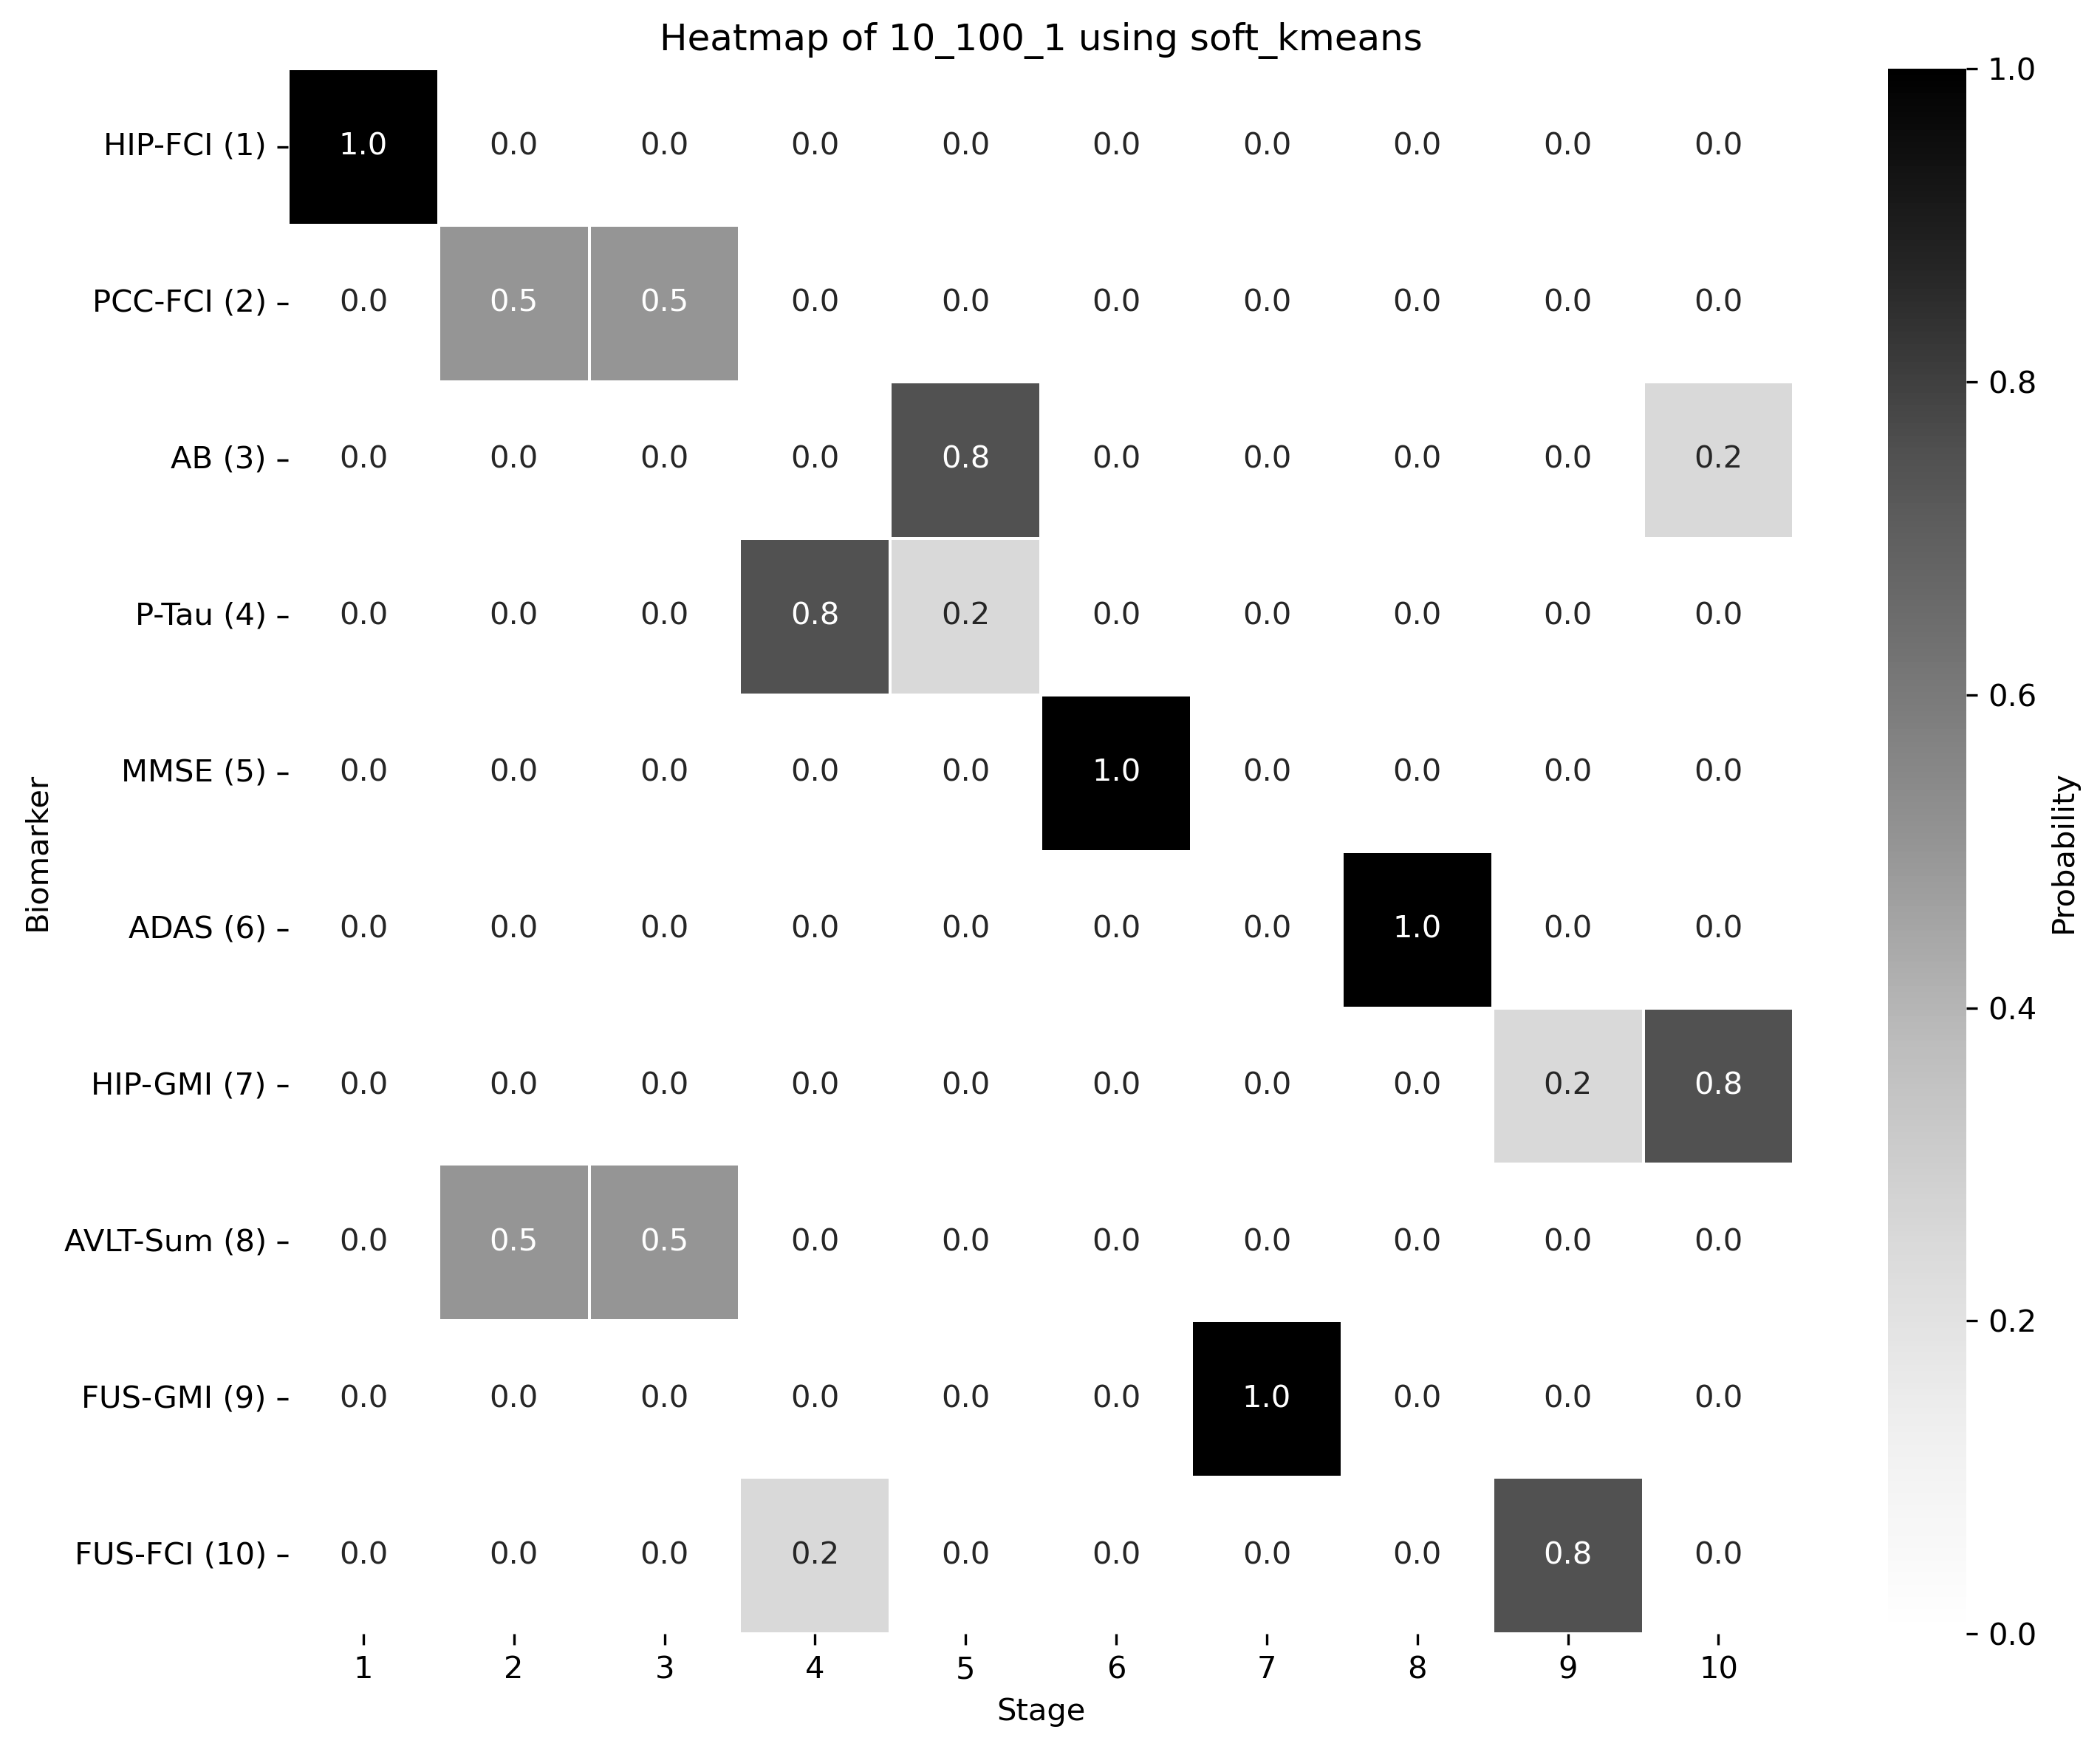 Heatmap of 10_100_1 using soft_kmeans
HIP-FCI (1) 1.0 0.0 0.0 0.0 0.0 0.0 0.0 0.0 0.0 0.0
PCC-FCI (2) 0.0 0.5 0.5 0.0 0.0 0.0 0.0 0.0 0.0 0.0
AB (3) 0.0 0.0 0.0 0.0 0.8 0.0 0.0 0.0 0.0 0.2
P-Tau (4) 0.0 0.0 0.0 0.8 0.2 0.0 0.0 0.0 0.0 0.0
MMSE (5) 0.0 0.0 0.0 0.0 0.0 1.0 0.0 0.0 0.0 0.0
ADAS (6) 0.0 0.0 0.0 0.0 0.0 0.0 0.0 1.0 0.0 0.0
HIP-GMI (7) 0.0 0.0 0.0 0.0 0.0 0.0 0.0 0.0 0.2 0.8
AVLT-Sum (8) 0.0 0.5 0.5 0.0 0.0 0.0 0.0 0.0 0.0 0.0
FUS-GMI (9) 0.0 0.0 0.0 0.0 0.0 0.0 1.0 0.0 0.0 0.0
FUS-FCI (10) 0.0 0.0 0.0 0.2 0.0 0.0 0.0 0.0 0.8 0.0
1 2 3 4 5 6 7 8 9 10
Stage
Biomarker
1.0
0.8
0.6
0.4
0.2
0.0
Probability